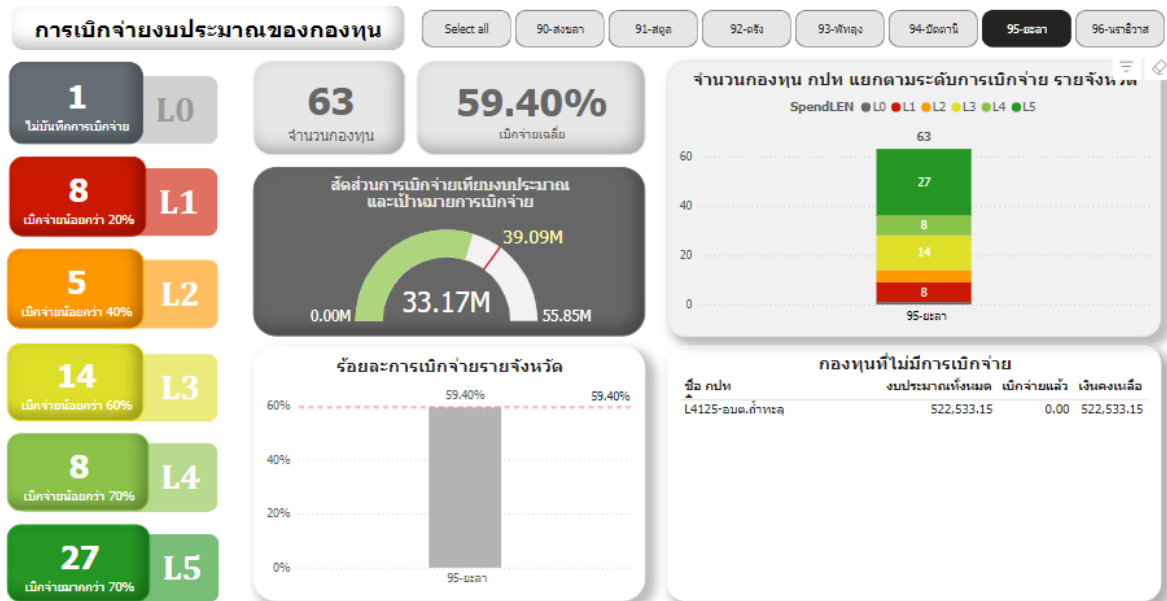 การเบิกจ่ายงบประมาณของกองทุน
Select all
90-สงขลา
91-สตูล
92-ตรัง
93-พัทลุง
94-ปัตตานี
95-ยะลา
96-นราธิวาส
1
ไม่บันทึกการเบิกจ่าย
L0
8
เบิกจ่ายน้อยกว่า 20%
L1
5
เบิกจ่ายน้อยกว่า 40%
L2
14
เบิกจ่ายน้อยกว่า 60%
L3
8
เบิกจ่ายน้อยกว่า 70%
L4
27
เบิกจ่ายมากกว่า 70%
L5
63
จำนวนกองทุน
59.40%
เบิกจ่ายเฉลี่ย
สัดส่วนการเบิกจ่ายเทียบงบประมาณ
และเป้าหมายการเบิกจ่าย
39.09M
33.17M
0.00M
55.85M
จำนวนกองทุน กปท แยกตามระดับการเบิกจ่าย รายจังหวัด
SpendLEN L0 L1 L2 L3 L4 L5
63
60
27
40
8
20
14
8
0
95-ยะลา
ร้อยละการเบิกจ่ายรายจังหวัด
59.40%
59.40%
60%
40%
20%
0%
95-ยะลา
กองทุนที่ไม่มีการเบิกจ่าย
ชื่อ กปท งบประมาณทั้งหมด เบิกจ่ายแล้ว เงินคงเหลือ
L4125-อบต.ถ้ำทะลุ 522,533.15 0.00 522,533.15